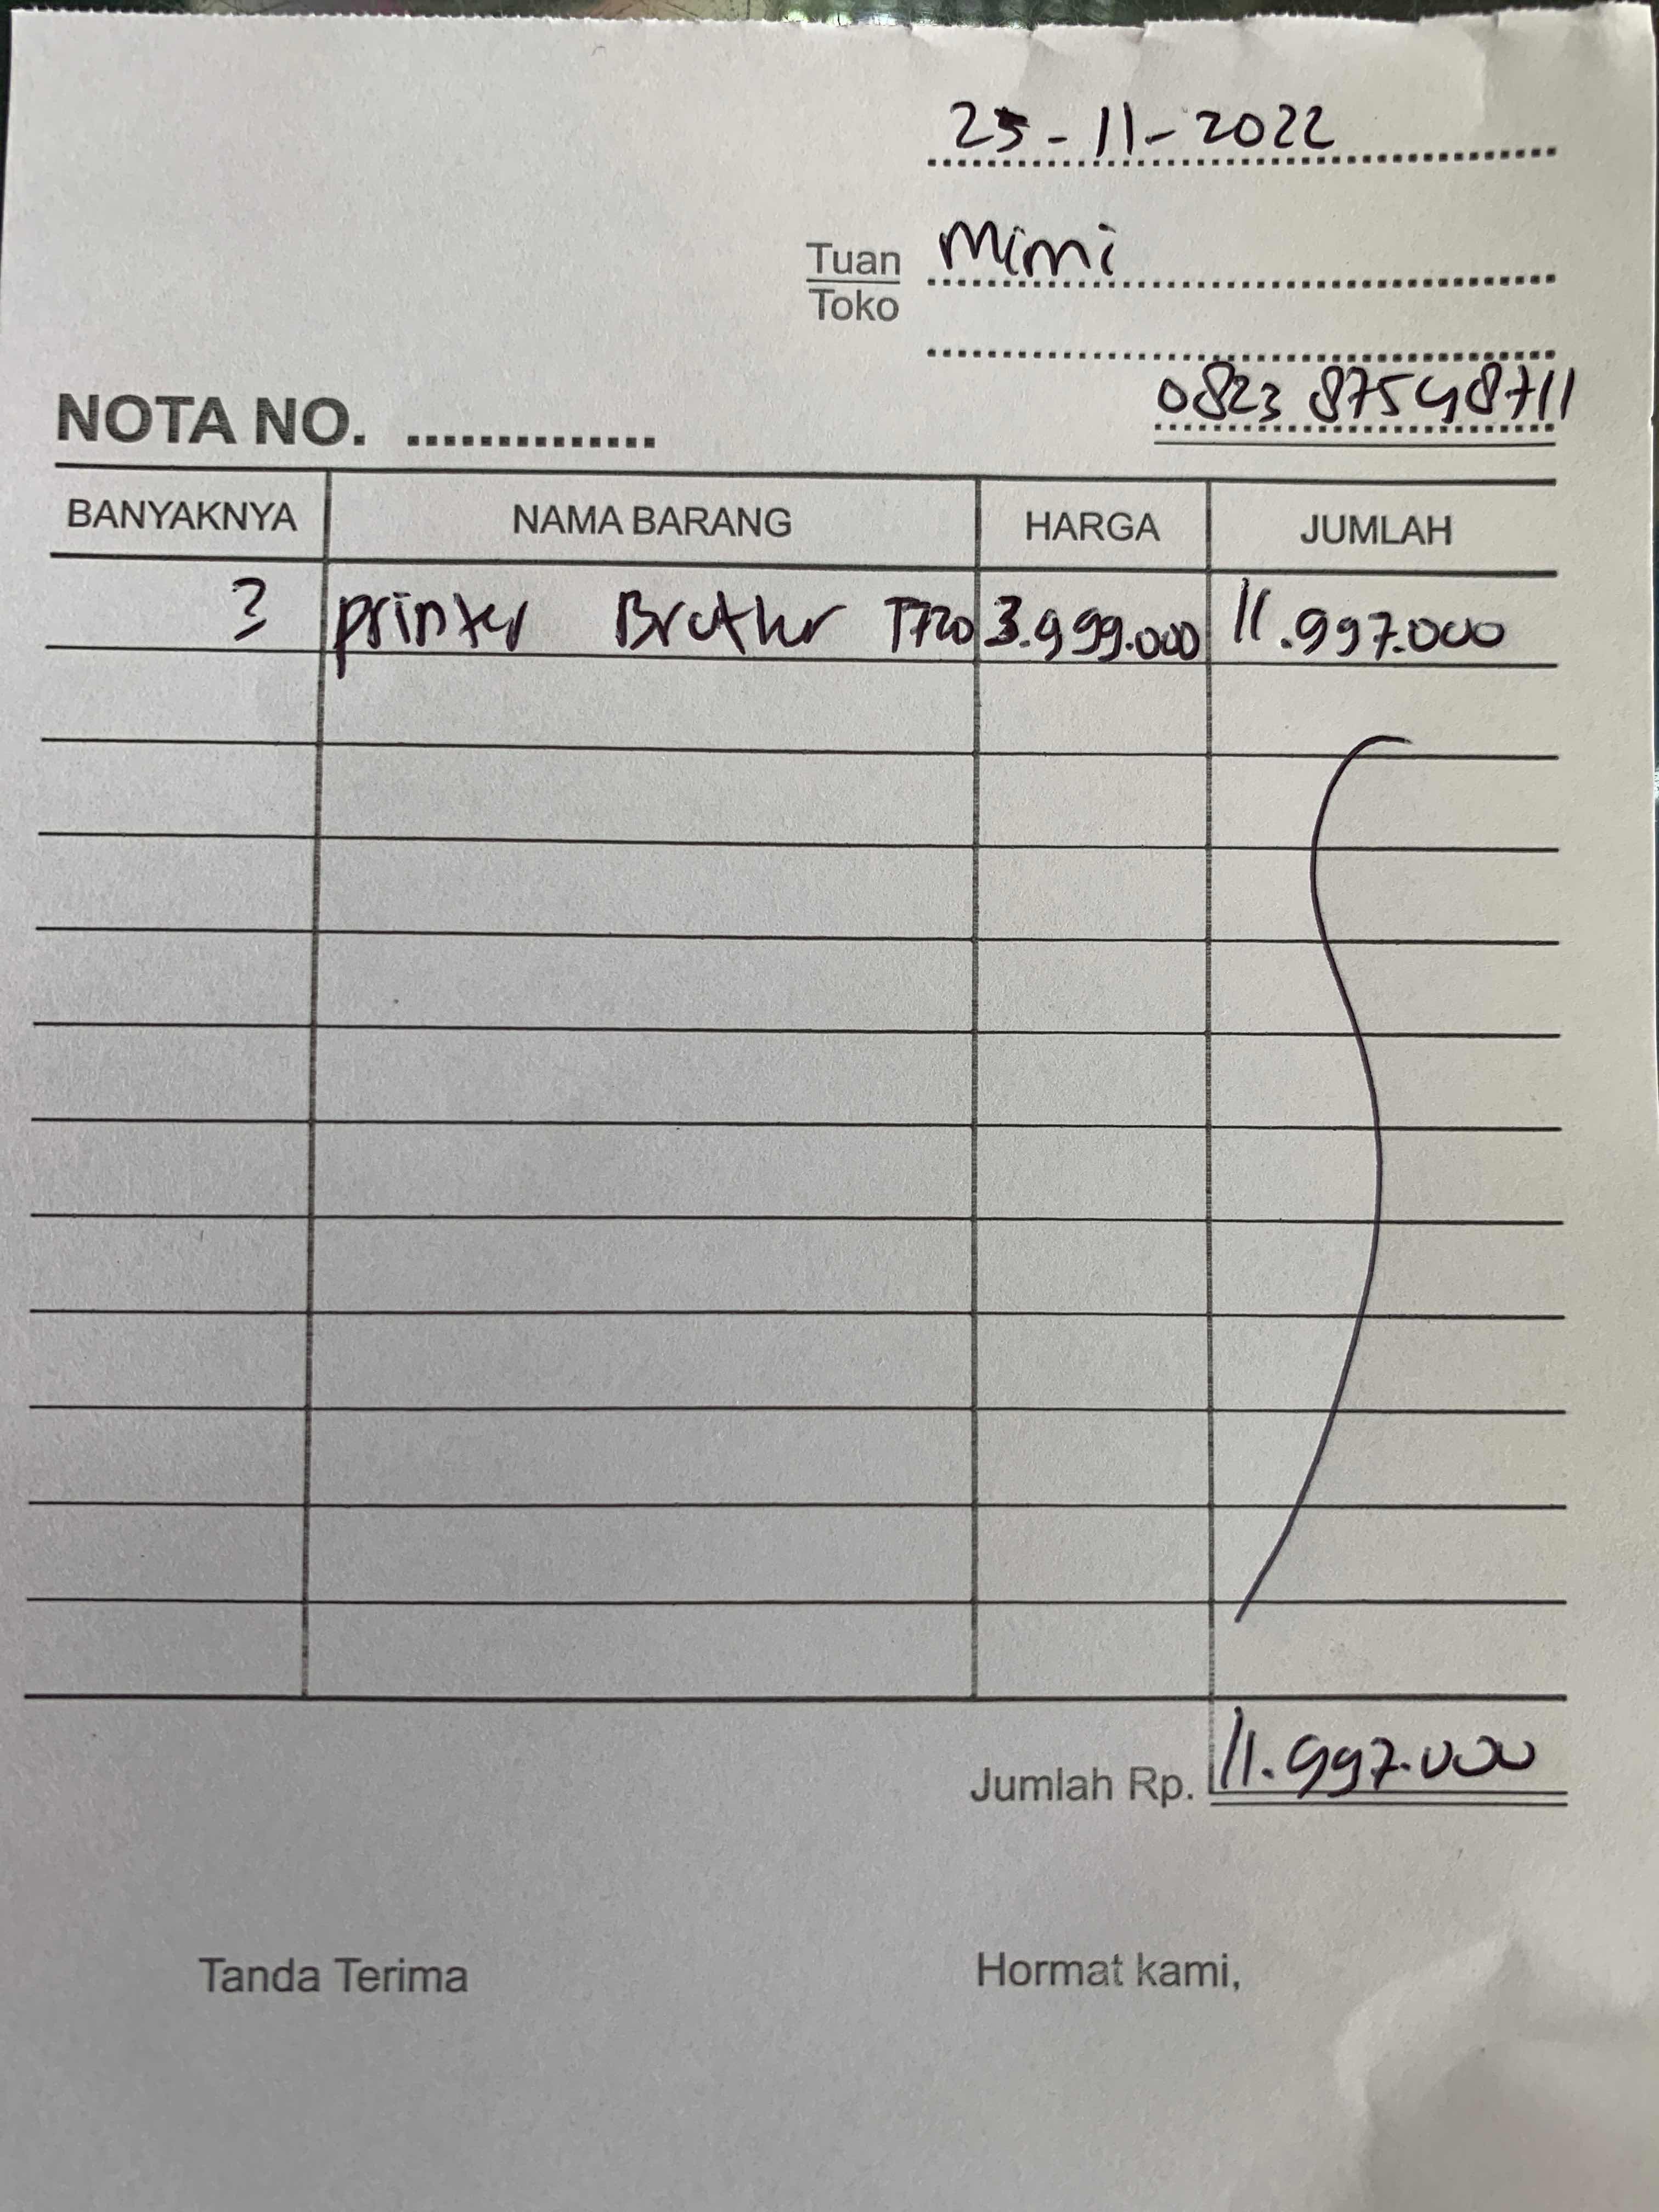 25-11-2022
Tuan Mimi
Toko
0823 87548711
NOTA NO. ..............
BANYAKNYA NAMA BARANG HARGA JUMLAH
3 printer Brother T720 3.999.000 11.997.000
Jumlah Rp. 11.997.000
Tanda Terima Hormat kami,